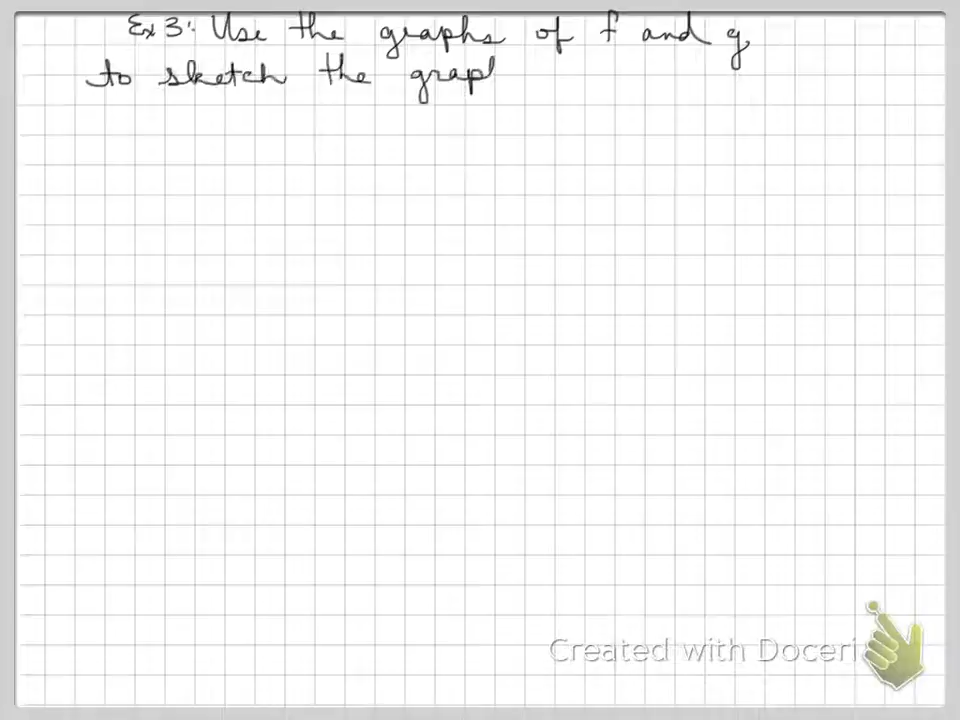 Ex 3: Use the graphs of f and g
to sketch the grap
Created with Doceri